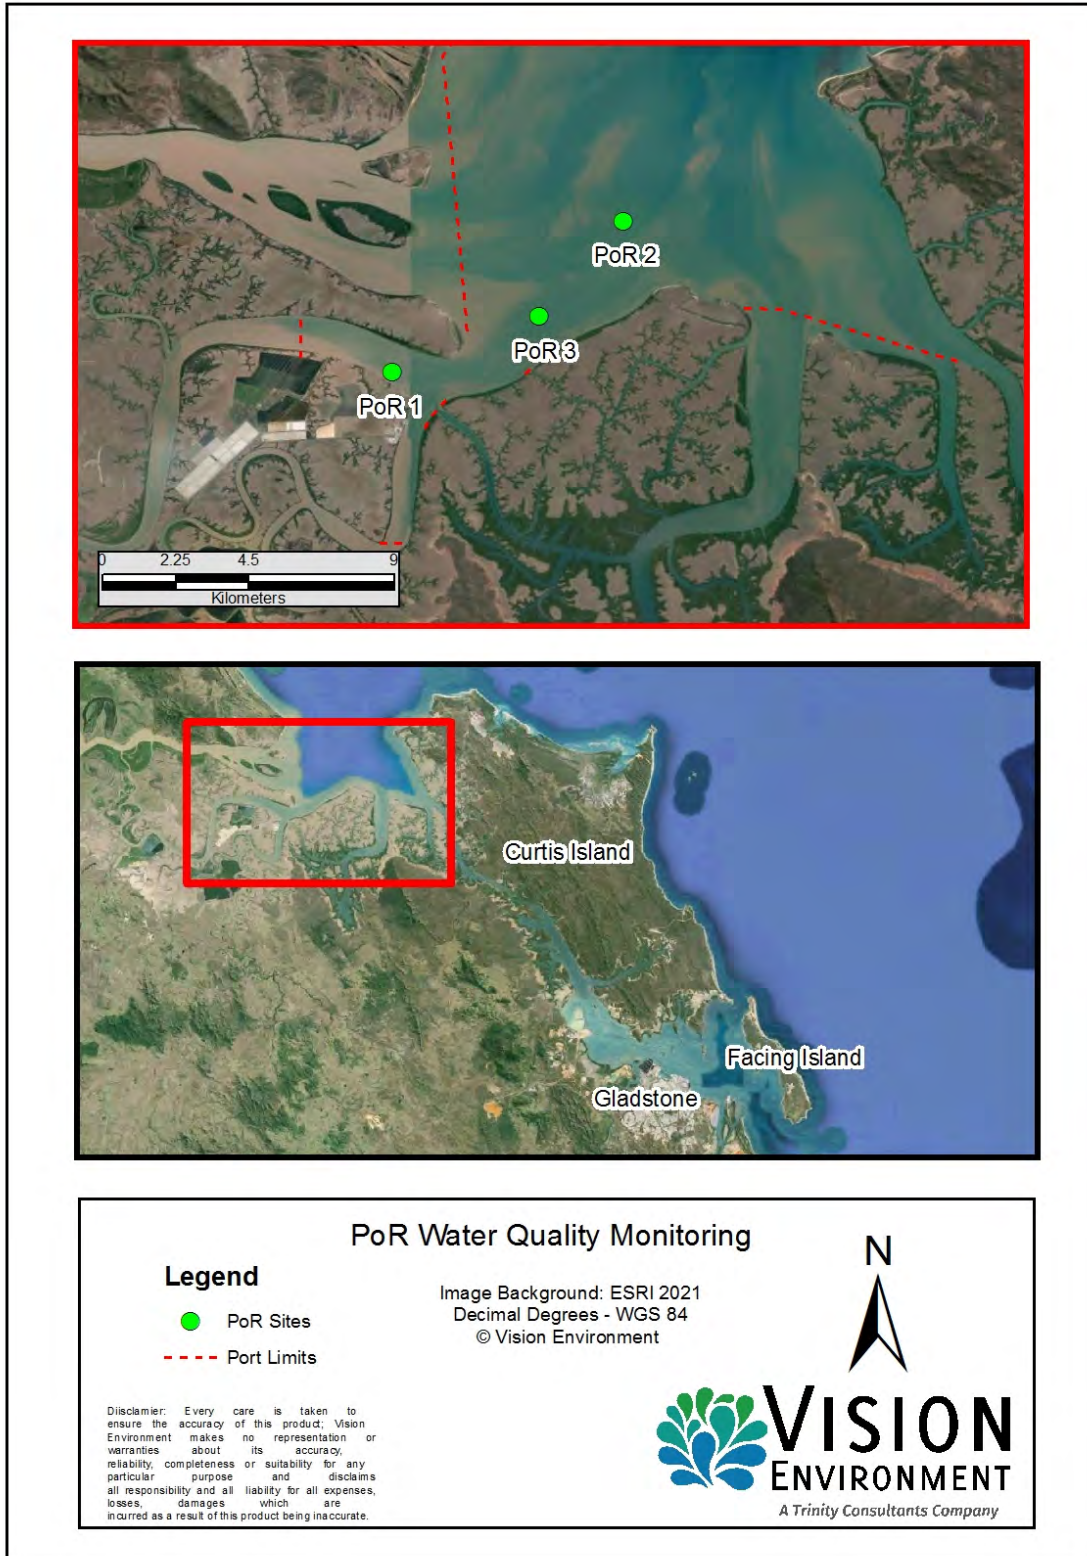 PoR 2
PoR 3
PoR 1
0 2.25 4.5 9
Kilometers
Curtis Island
Facing Island
Gladstone
PoR Water Quality Monitoring
Legend
PoR Sites
Port Limits
Image Background: ESRI 2021
Decimal Degrees - WGS 84
© Vision Environment
N
Disclamier: Every care is taken to
ensure the accuracy of this product; Vision
Environment makes no representation or
warranties about its accuracy,
reliability, completeness or suitability for any
particular purpose and disclaims
all responsibility and all liability for all expenses,
losses, damages which are
incurred as a result of this product being inaccurate.
VISION
ENVIRONMENT
A Trinity Consultants Company